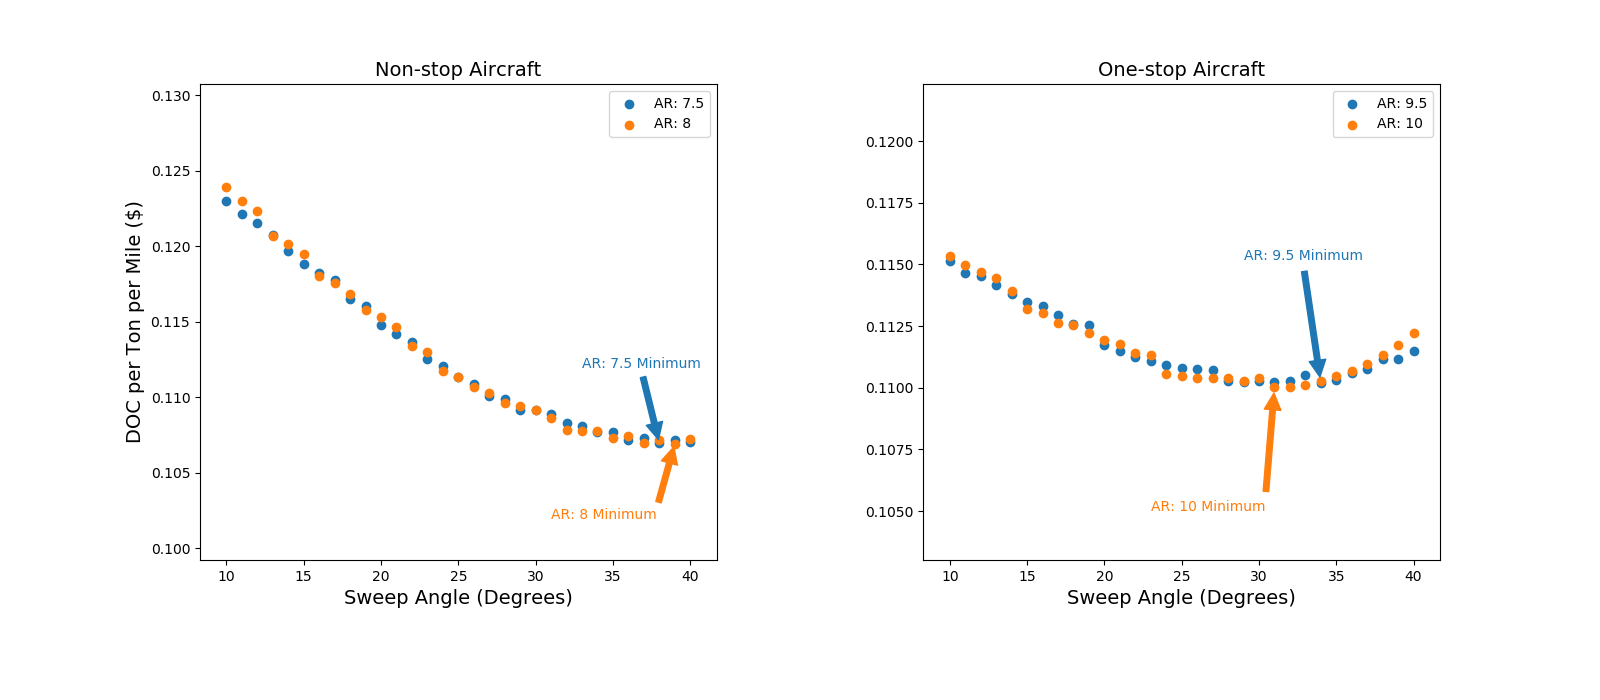 Non-stop Aircraft
0.130
0.125
0.120
0.115
0.110
0.105
0.100
DOC per Ton per Mile ($)
AR: 7.5
AR: 8
AR: 7.5 Minimum
AR: 8 Minimum
10 15 20 25 30 35 40
Sweep Angle (Degrees)
One-stop Aircraft
0.1200
0.1175
0.1150
0.1125
0.1100
0.1075
0.1050
AR: 9.5
AR: 10
AR: 9.5 Minimum
AR: 10 Minimum
10 15 20 25 30 35 40
Sweep Angle (Degrees)